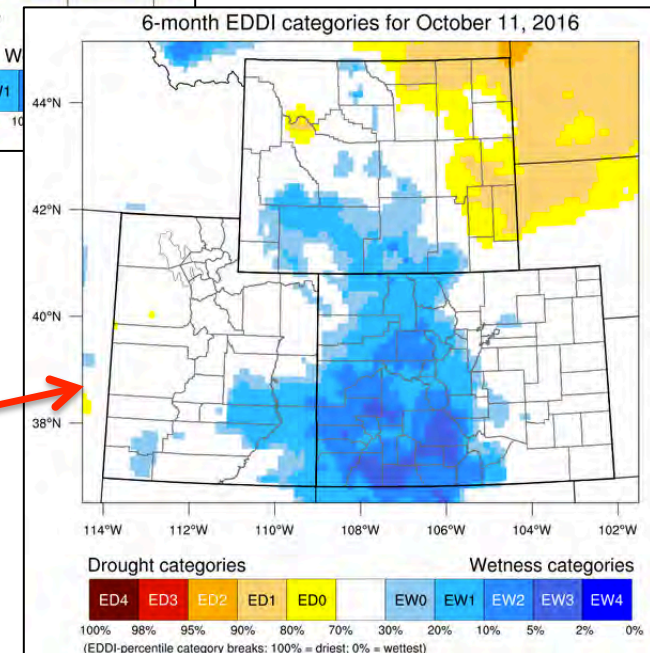 W
W1
10
6-month EDDI categories for October 11, 2016
44°N
42°N
40°N
38°N
114°W 112°W 110°W 108°W 106°W 104°W 102°W
Drought categories Wetness categories
ED4 ED3 ED2 ED1 ED0 EW0 EW1 EW2 EW3 EW4
100% 98% 95% 90% 80% 70% 30% 20% 10% 5% 2% 0%
(EDDI-percentile category breaks: 100% = driest; 0% = wettest)